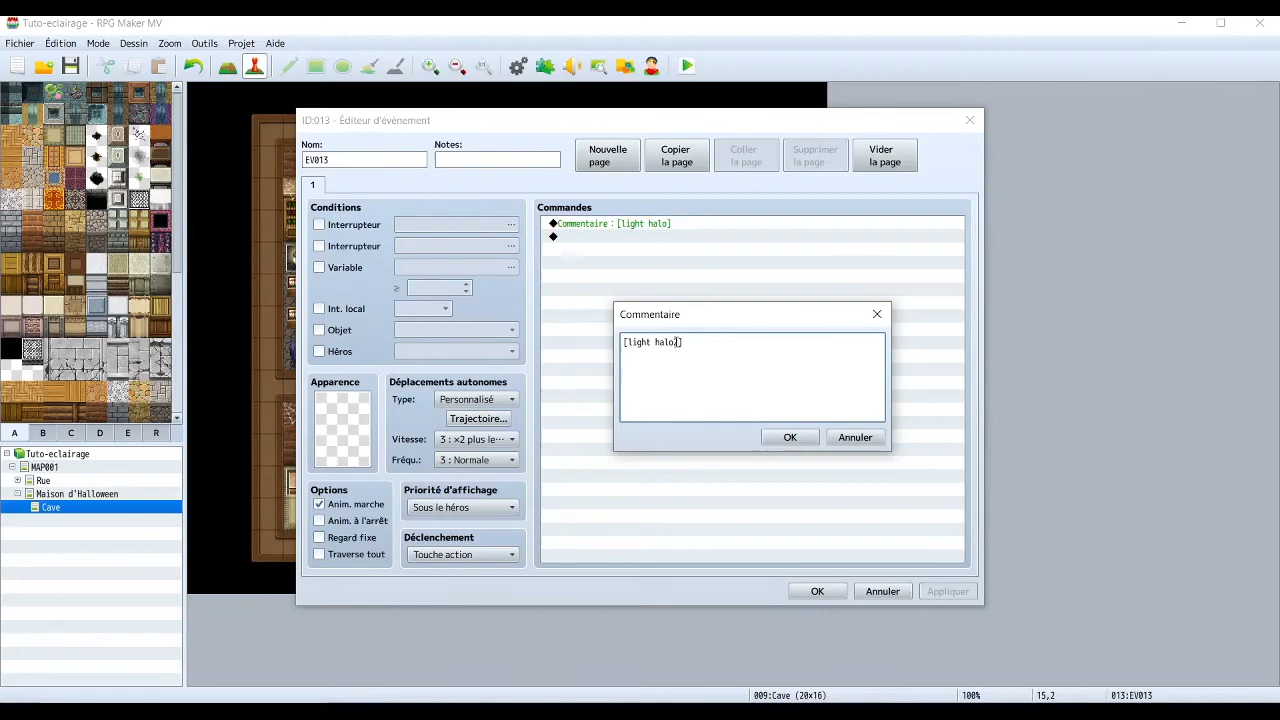 Tuto-eclairage - RPG Maker MV
Fichier Édition Mode Dessin Zoom Outils Projet Aide
ID:013 - Éditeur d'évènement
Nom: Notes:
EV013
Nouvelle page
Copier la page
Coller la page
Supprimer la page
Vider la page
1
Conditions
Interrupteur ...
Interrupteur ...
Variable ...
≥
Int. local
Objet
Héros
Apparence
Déplacements autonomes
Type: Personnalisé
Trajectoire...
Vitesse: 3 : ×2 plus le⋯
Fréqu.: 3 : Normale
Options
Anim. marche
Anim. à l'arrêt
Regard fixe
Traverse tout
Priorité d'affichage
Sous le héros
Déclenchement
Touche action
Commandes
◆Commentaire：[light halo]
◆
Commentaire
[light halo]
OK Annuler
OK Annuler Appliquer
A B C D E R
Tuto-eclairage
MAP001
Rue
Maison d'Halloween
Cave
009:Cave (20×16) 100% 15,2 013:EV013